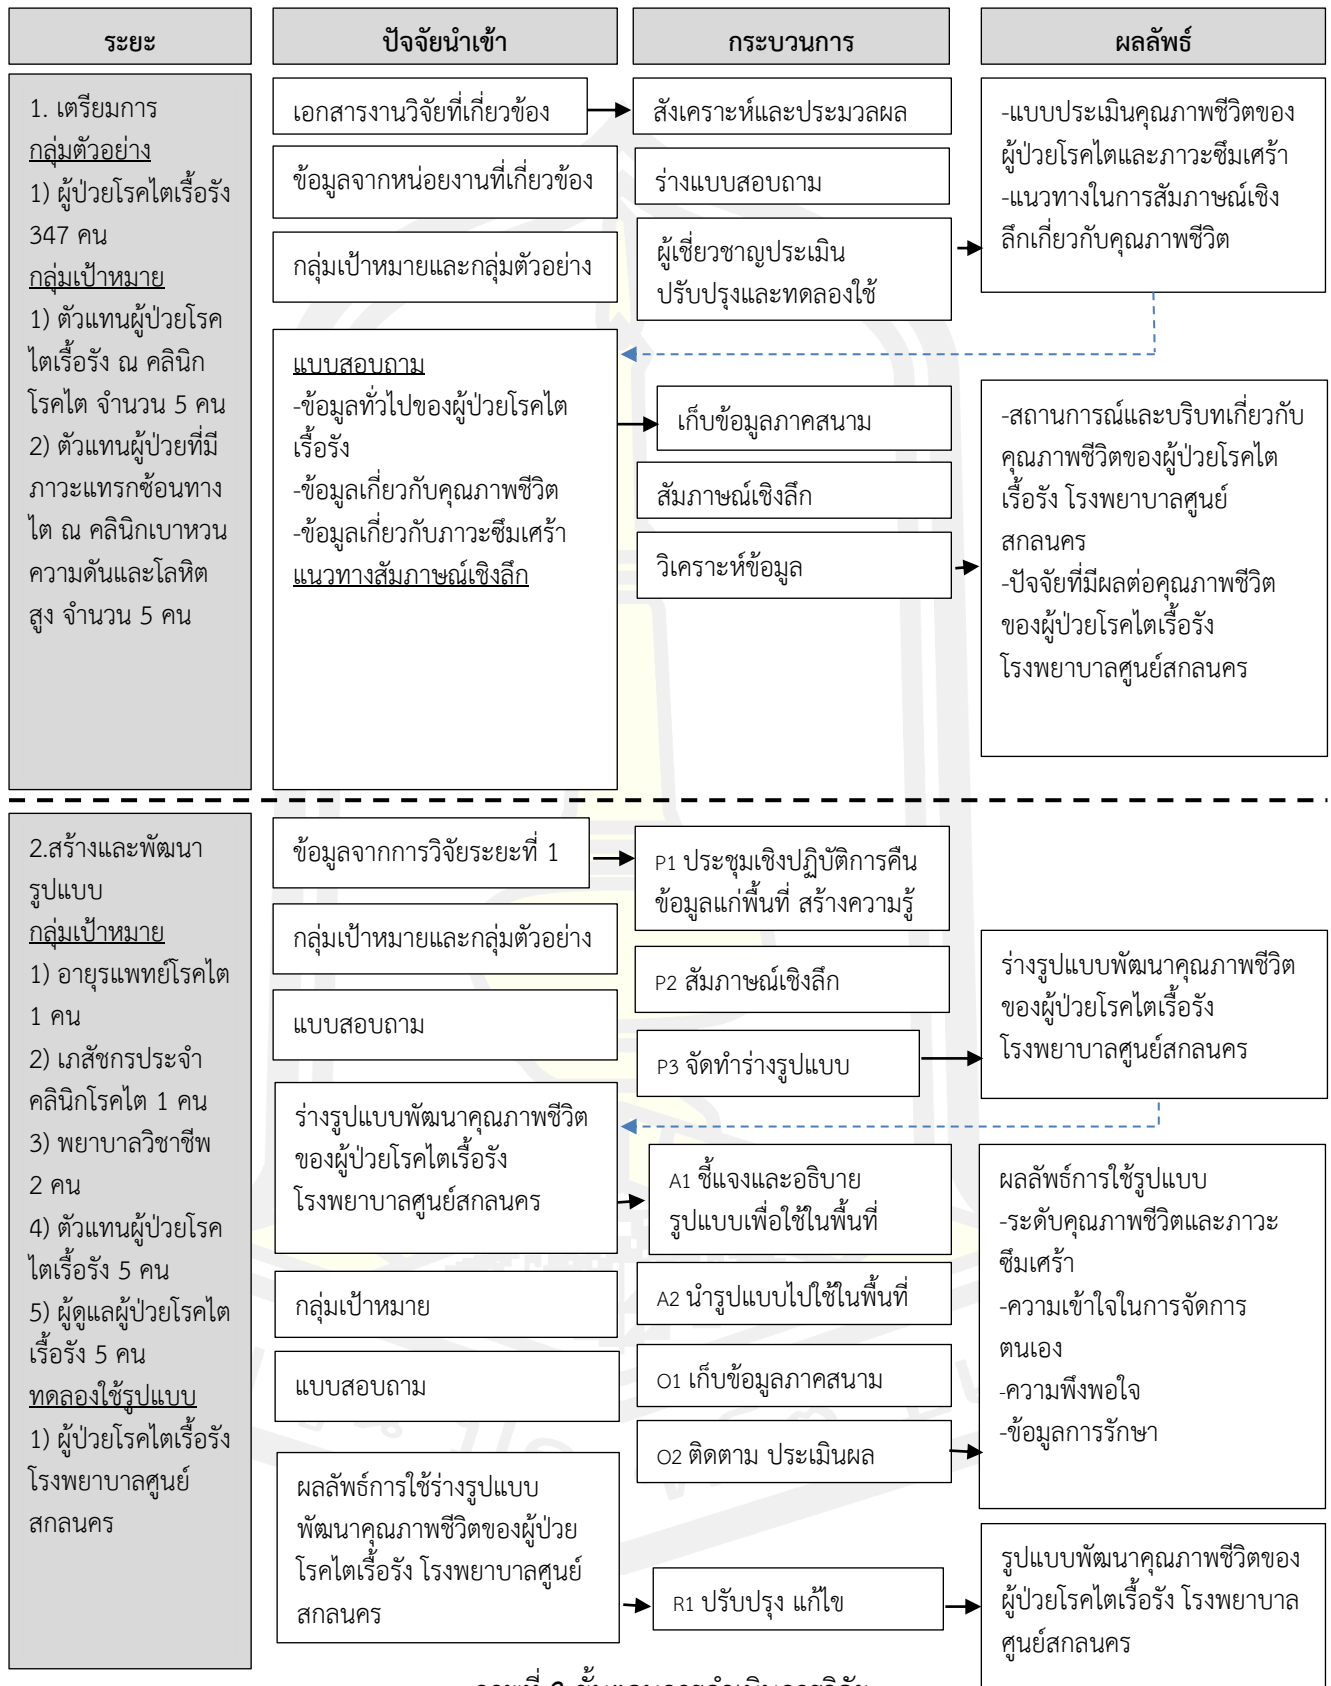 ระยะ
ปัจจัยนำเข้า
กระบวนการ
ผลลัพธ์
1. เตรียมการ
กลุ่มตัวอย่าง
1) ผู้ป่วยโรคไตเรื้อรัง
347 คน
กลุ่มเป้าหมาย
1) ตัวแทนผู้ป่วยโรค
ไตเรื้อรัง ณ คลินิก
โรคไต จำนวน 5 คน
2) ตัวแทนผู้ป่วยที่มี
ภาวะแทรกซ้อนทาง
ไต ณ คลินิกเบาหวาน
ความดันและโลหิต
สูง จำนวน 5 คน
เอกสารงานวิจัยที่เกี่ยวข้อง
ข้อมูลจากหน่อยงานที่เกี่ยวข้อง
กลุ่มเป้าหมายและกลุ่มตัวอย่าง
แบบสอบถาม
-ข้อมูลทั่วไปของผู้ป่วยโรคไต
เรื้อรัง
-ข้อมูลเกี่ยวกับคุณภาพชีวิต
-ข้อมูลเกี่ยวกับภาวะซึมเศร้า
แนวทางสัมภาษณ์เชิงลึก
สังเคราะห์และประมวลผล
ร่างแบบสอบถาม
ผู้เชี่ยวชาญประเมิน
ปรับปรุงและทดลองใช้
เก็บข้อมูลภาคสนาม
สัมภาษณ์เชิงลึก
วิเคราะห์ข้อมูล
-แบบประเมินคุณภาพชีวิตของ
ผู้ป่วยโรคไตและภาวะซึมเศร้า
-แนวทางในการสัมภาษณ์เชิง
ลึกเกี่ยวกับคุณภาพชีวิต
-สถานการณ์และบริบทเกี่ยวกับ
คุณภาพชีวิตของผู้ป่วยโรคไต
เรื้อรัง โรงพยาบาลศูนย์
สกลนคร
-ปัจจัยที่มีผลต่อคุณภาพชีวิต
ของผู้ป่วยโรคไตเรื้อรัง
โรงพยาบาลศูนย์สกลนคร
2.สร้างและพัฒนา
รูปแบบ
กลุ่มเป้าหมาย
1) อายุรแพทย์โรคไต
1 คน
2) เภสัชกรประจำ
คลินิกโรคไต 1 คน
3) พยาบาลวิชาชีพ
2 คน
4) ตัวแทนผู้ป่วยโรค
ไตเรื้อรัง 5 คน
5) ผู้ดูแลผู้ป่วยโรคไต
เรื้อรัง 5 คน
ทดลองใช้รูปแบบ
1) ผู้ป่วยโรคไตเรื้อรัง
โรงพยาบาลศูนย์
สกลนคร
ข้อมูลจากการวิจัยระยะที่ 1
กลุ่มเป้าหมายและกลุ่มตัวอย่าง
แบบสอบถาม
ร่างรูปแบบพัฒนาคุณภาพชีวิต
ของผู้ป่วยโรคไตเรื้อรัง
โรงพยาบาลศูนย์สกลนคร
กลุ่มเป้าหมาย
แบบสอบถาม
ผลลัพธ์การใช้ร่างรูปแบบ
พัฒนาคุณภาพชีวิตของผู้ป่วย
โรคไตเรื้อรัง โรงพยาบาลศูนย์
สกลนคร
P1 ประชุมเชิงปฏิบัติการคืน
ข้อมูลแก่พื้นที่ สร้างความรู้
P2 สัมภาษณ์เชิงลึก
P3 จัดทำร่างรูปแบบ
A1 ชี้แจงและอธิบาย
รูปแบบเพื่อใช้ในพื้นที่
A2 นำรูปแบบไปใช้ในพื้นที่
O1 เก็บข้อมูลภาคสนาม
O2 ติดตาม ประเมินผล
R1 ปรับปรุง แก้ไข
ร่างรูปแบบพัฒนาคุณภาพชีวิต
ของผู้ป่วยโรคไตเรื้อรัง
โรงพยาบาลศูนย์สกลนคร
ผลลัพธ์การใช้รูปแบบ
-ระดับคุณภาพชีวิตและภาวะ
ซึมเศร้า
-ความเข้าใจในการจัดการ
ตนเอง
-ความพึงพอใจ
-ข้อมูลการรักษา
รูปแบบพัฒนาคุณภาพชีวิตของ
ผู้ป่วยโรคไตเรื้อรัง โรงพยาบาล
ศูนย์สกลนคร